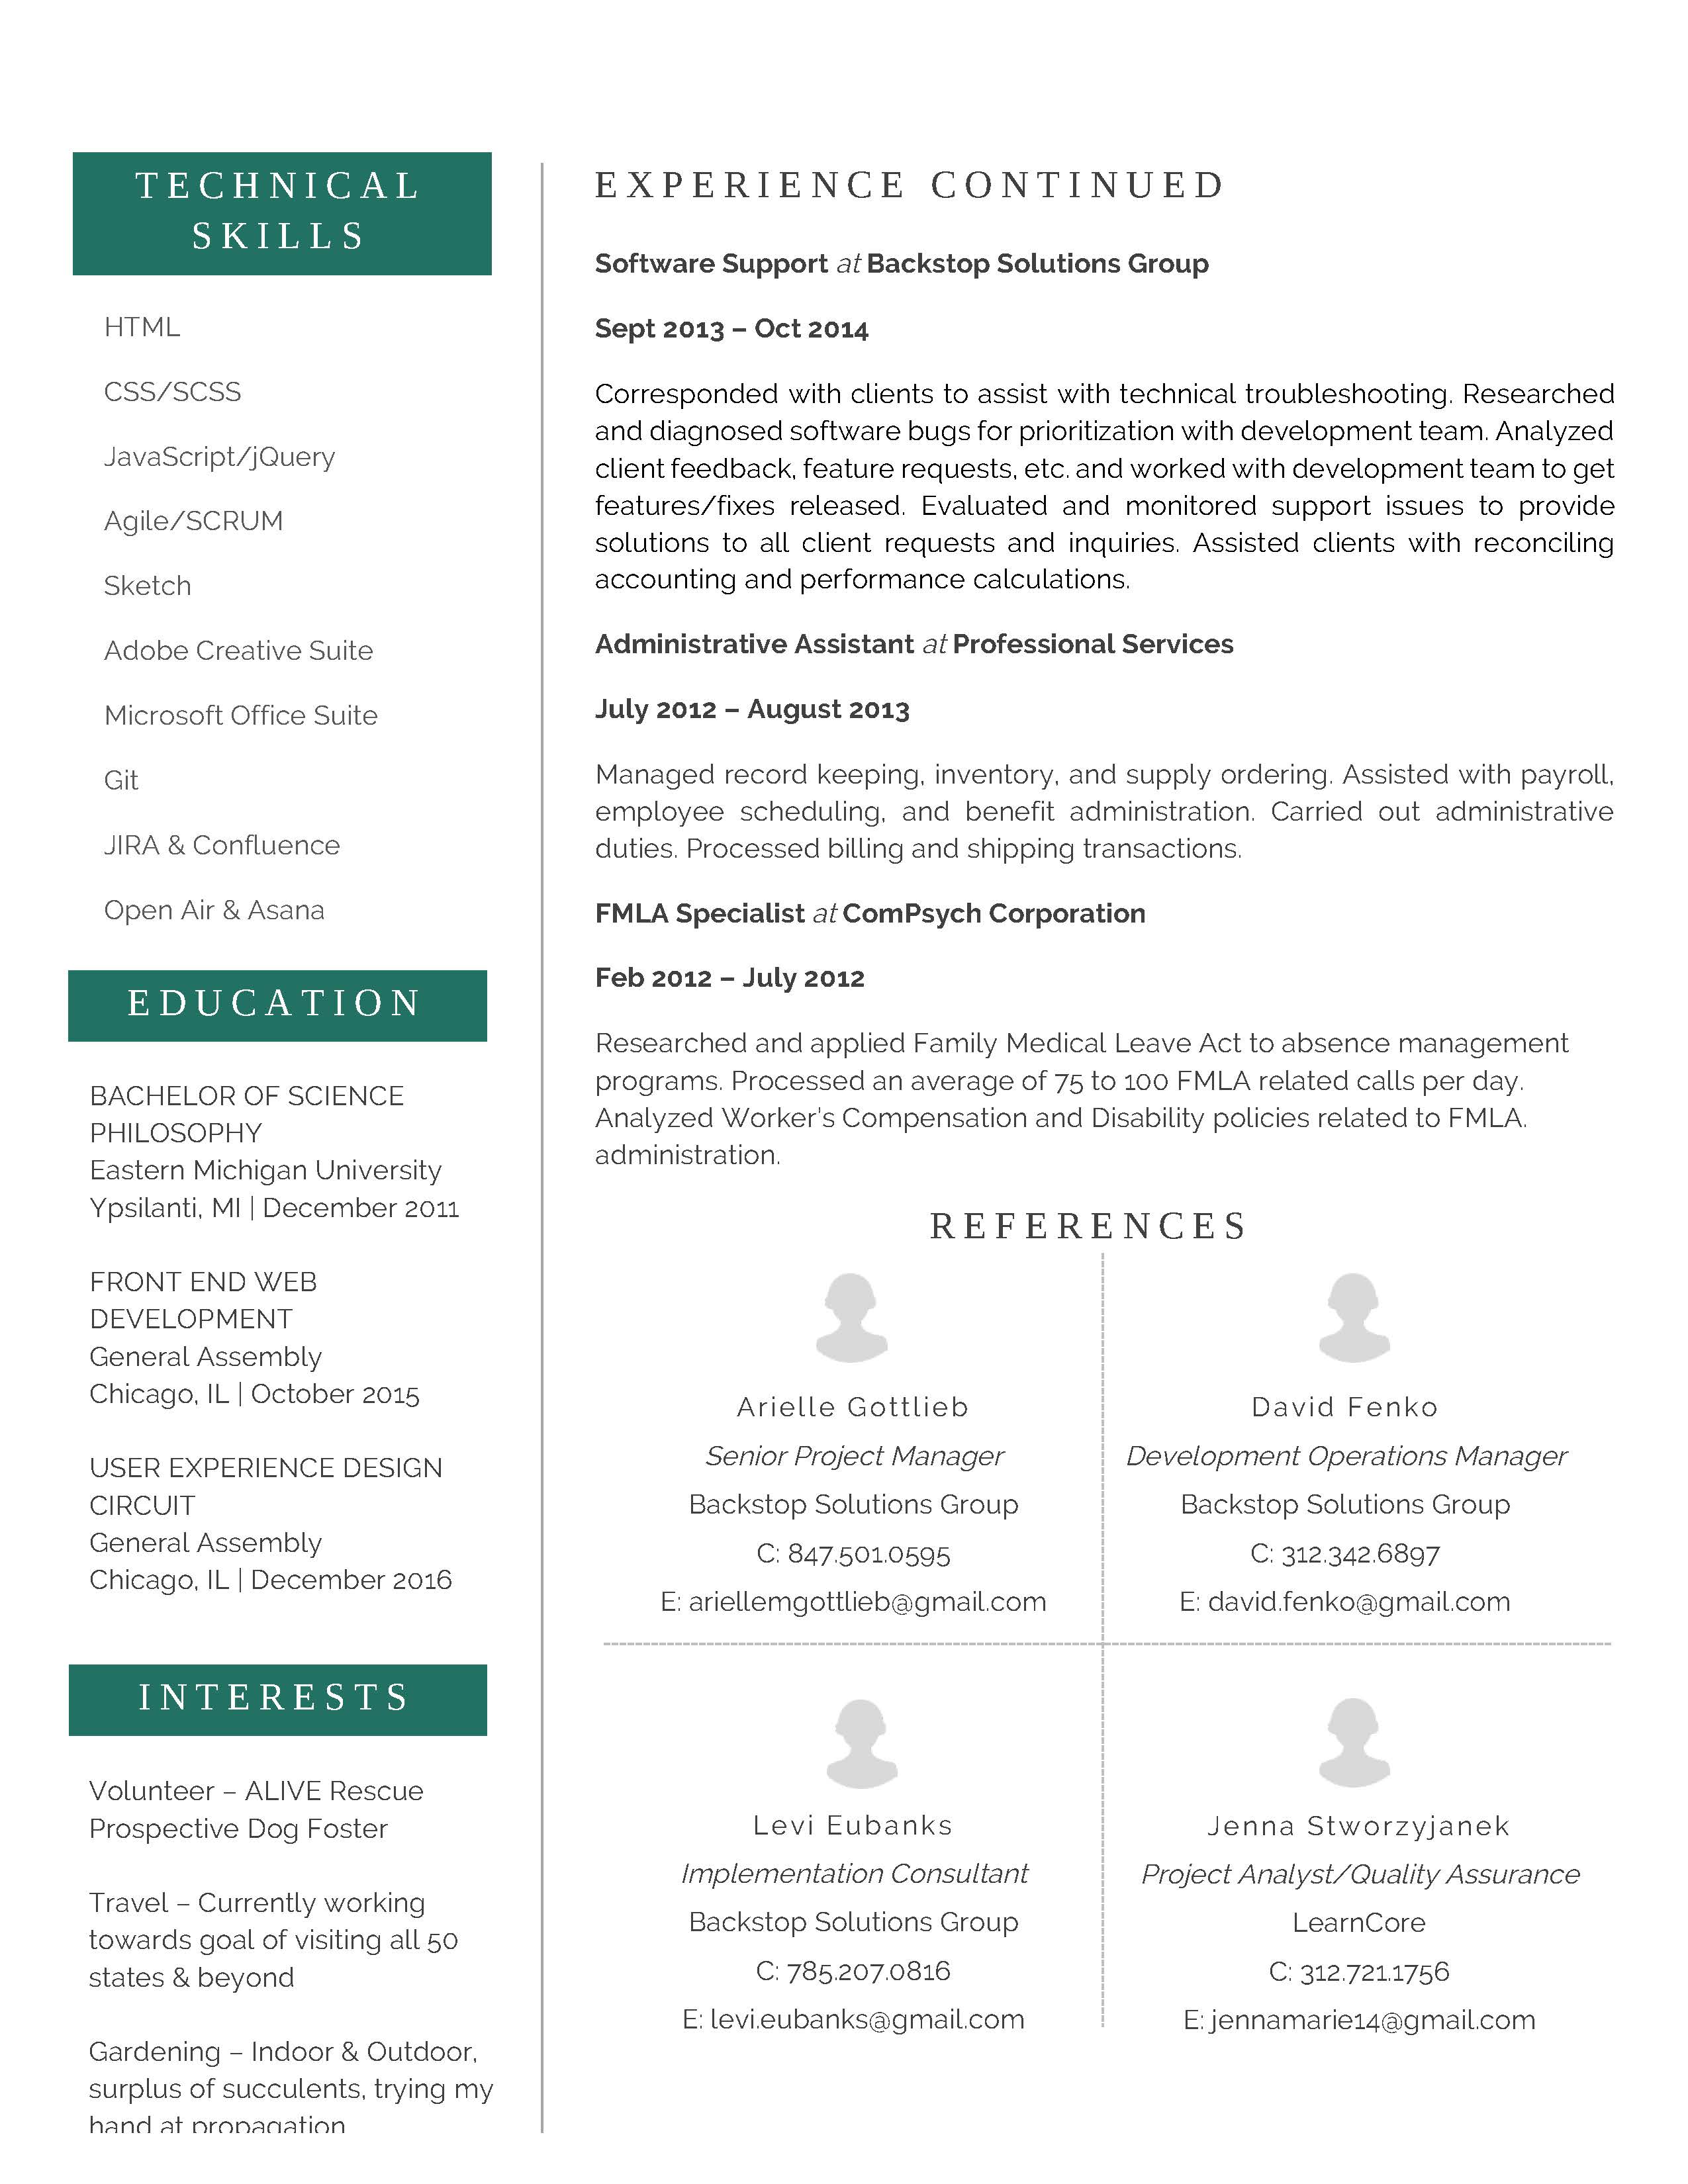 TECHNICAL
SKILLS
HTML
CSS/SCSS
JavaScript/jQuery
Agile/SCRUM
Sketch
Adobe Creative Suite
Microsoft Office Suite
Git
JIRA & Confluence
Open Air & Asana
EDUCATION
BACHELOR OF SCIENCE
PHILOSOPHY
Eastern Michigan University
Ypsilanti, MI | December 2011
FRONT END WEB
DEVELOPMENT
General Assembly
Chicago, IL | October 2015
USER EXPERIENCE DESIGN
CIRCUIT
General Assembly
Chicago, IL | December 2016
INTERESTS
Volunteer – ALIVE Rescue
Prospective Dog Foster
Travel – Currently working
towards goal of visiting all 50
states & beyond
Gardening – Indoor & Outdoor,
surplus of succulents, trying my
hand at propagation
EXPERIENCE CONTINUED
Software Support at Backstop Solutions Group
Sept 2013 – Oct 2014
Corresponded with clients to assist with technical troubleshooting. Researched
and diagnosed software bugs for prioritization with development team. Analyzed
client feedback, feature requests, etc. and worked with development team to get
features/fixes released. Evaluated and monitored support issues to provide
solutions to all client requests and inquiries. Assisted clients with reconciling
accounting and performance calculations.
Administrative Assistant at Professional Services
July 2012 – August 2013
Managed record keeping, inventory, and supply ordering. Assisted with payroll,
employee scheduling, and benefit administration. Carried out administrative
duties. Processed billing and shipping transactions.
FMLA Specialist at ComPsych Corporation
Feb 2012 – July 2012
Researched and applied Family Medical Leave Act to absence management
programs. Processed an average of 75 to 100 FMLA related calls per day.
Analyzed Worker's Compensation and Disability policies related to FMLA.
administration.
REFERENCES
Arielle Gottlieb
Senior Project Manager
Backstop Solutions Group
C: 847.501.0595
E: ariellemgottlieb@gmail.com
David Fenko
Development Operations Manager
Backstop Solutions Group
C: 312.342.6897
E: david.fenko@gmail.com
Levi Eubanks
Implementation Consultant
Backstop Solutions Group
C: 785.207.0816
E: levi.eubanks@gmail.com
Jenna Stworzyjanek
Project Analyst/Quality Assurance
LearnCore
C: 312.721.1756
E: jennamarie14@gmail.com